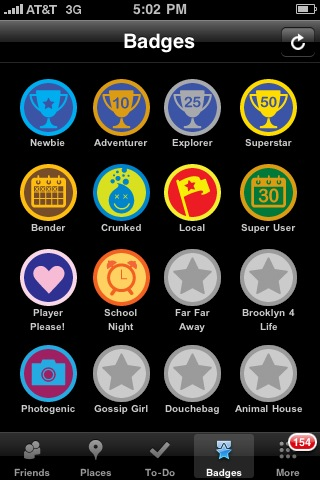 AT&T 3G 5:02 PM
Badges
10 25 50
Newbie Adventurer Explorer Superstar
30
Bender Crunked Local Super User
Player School Far Far Brooklyn 4
Please! Night Away Life
Photogenic Gossip Girl Douchebag Animal House
154
Friends Places To-Do Badges More